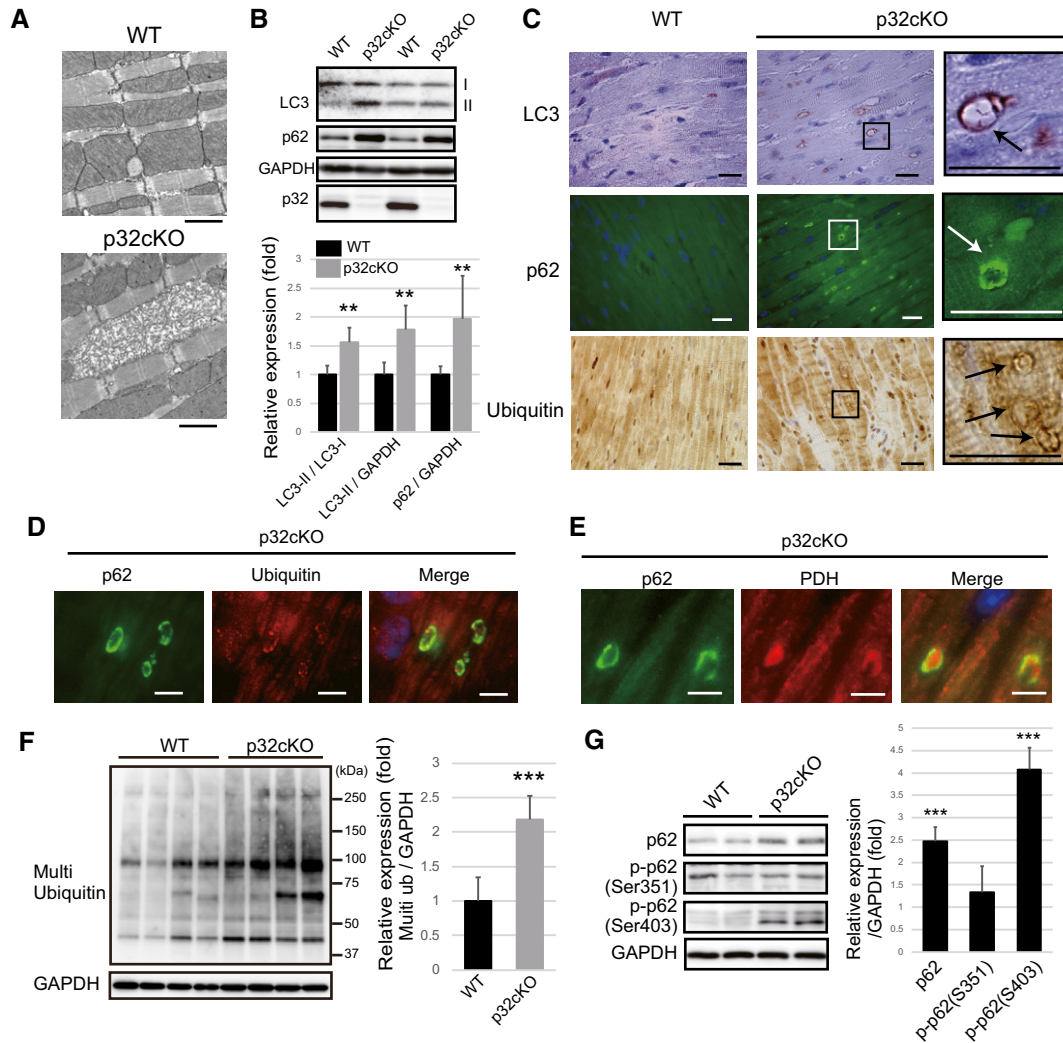 A
WT
p32cKO
B
WT
p32cKO
WT
p32cKO
LC3
I
II
p62
GAPDH
p32
WT
p32cKO
Relative expression (fold)
3
2.5
2
1.5
1
0.5
0
**
**
**
LC3-II / LC3-I
LC3-II / GAPDH
p62 / GAPDH
C
WT
p32cKO
LC3
p62
Ubiquitin
D
p32cKO
p62
Ubiquitin
Merge
E
p32cKO
p62
PDH
Merge
F
WT
p32cKO
(kDa)
250
150
100
75
50
37
Multi
Ubiquitin
GAPDH
Relative expression (fold)
Multiti ub / GAPDH
3
2.5
2
1.5
1
0.5
0
***
WT
p32cKO
G
WT
p32cKO
p62
p-p62
(Ser351)
p-p62
(Ser403)
GAPDH
Relative expression
/GAPDH (fold)
5
4.5
4
3.5
3
2.5
2
1.5
1
0.5
0
***
***
p62
p-p62(S351)
p-p62(S403)